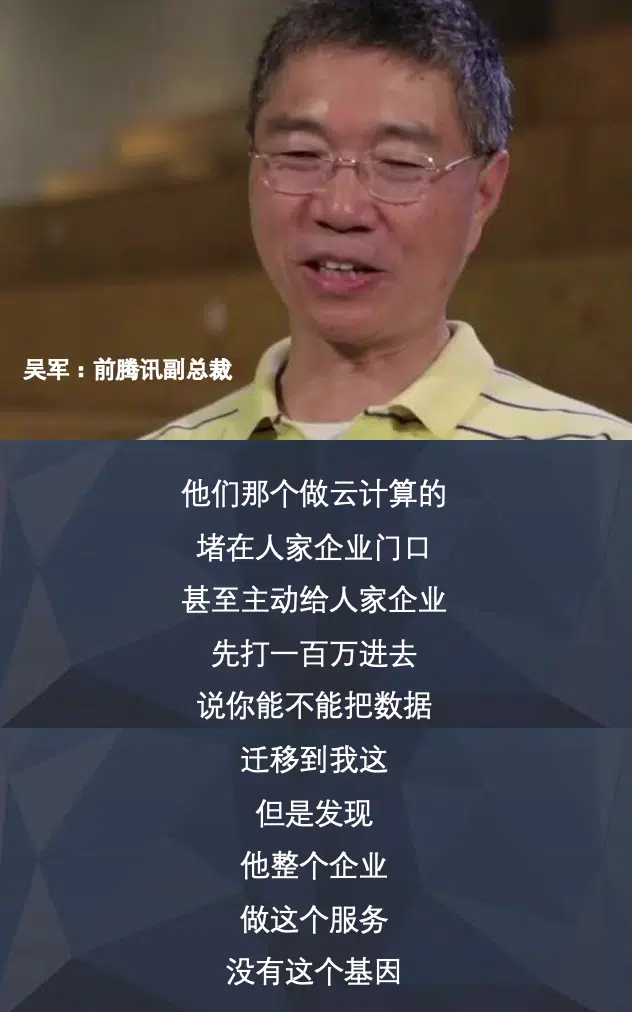 吴军：前腾讯副总裁
他们那个做云计算的
堵在人家企业门口
甚至主动给人家企业
先打一百万进去
说你能不能把数据
迁移到我这
但是发现
他整个企业
做这个服务
没有这个基因